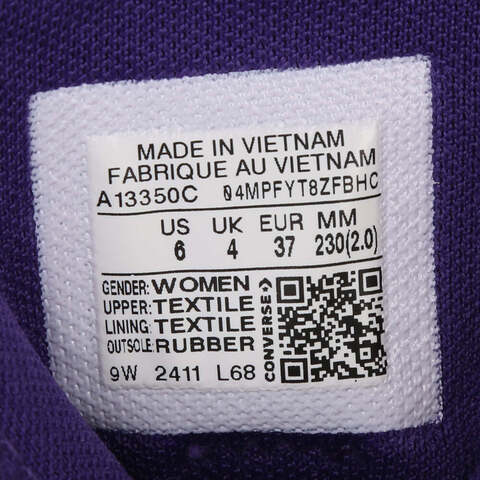 MADE IN VIETNAM
FABRIQUE AU VIETNAM
A13350C 04MPFYT8ZFBHC
US UK EUR MM
6 4 37 230(2.0)
GENDER: WOMEN
UPPER: TEXTILE
LINING: TEXTILE
OUTSOLE: RUBBER
CONVERSE
9W 2411 L68